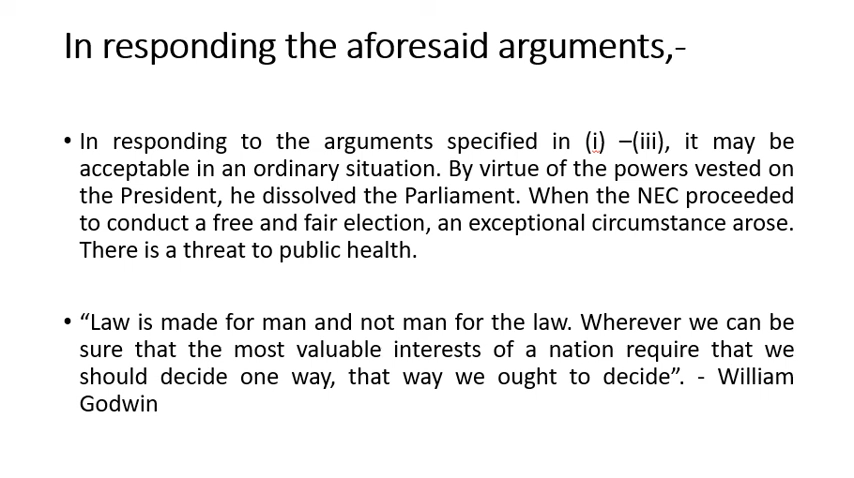 In responding the aforesaid arguments,-
• In responding to the arguments specified in (i) –(iii), it may be
acceptable in an ordinary situation. By virtue of the powers vested on
the President, he dissolved the Parliament. When the NEC proceeded
to conduct a free and fair election, an exceptional circumstance arose.
There is a threat to public health.
• “Law is made for man and not man for the law. Wherever we can be
sure that the most valuable interests of a nation require that we
should decide one way, that way we ought to decide”. - William
Godwin